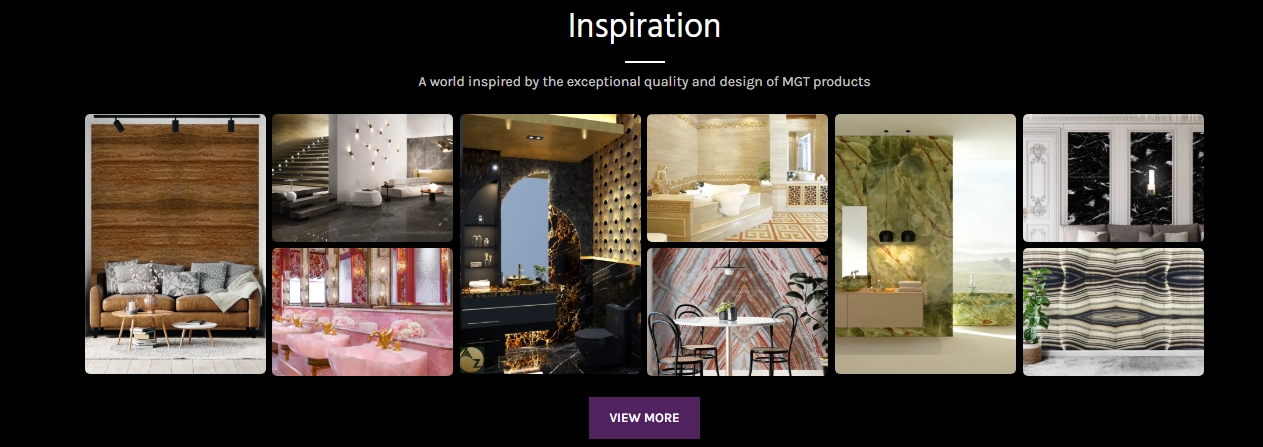 Inspiration
A world inspired by the exceptional quality and design of MGT products
VIEW MORE